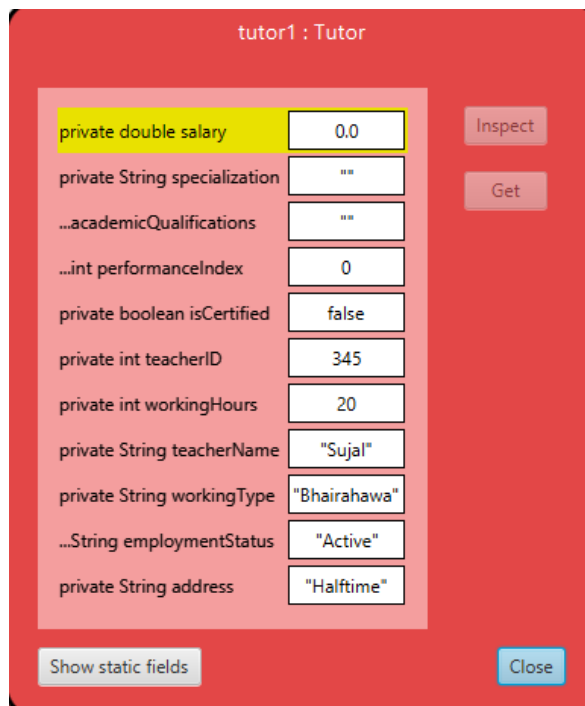 tutor1 : Tutor
private double salary 0.0
Inspect
private String specialization ""
Get
...academicQualifications ""
...int performanceIndex 0
private boolean isCertified false
private int teacherID 345
private int workingHours 20
private String teacherName "Sujal"
private String workingType "Bhairahawa"
...String employmentStatus "Active"
private String address "Halftime"
Show static fields
Close